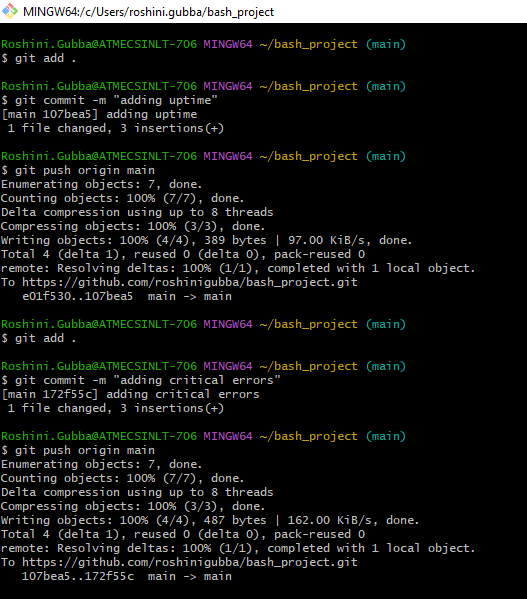 MINGW64:/c/Users/roshini.gubba/bash_project
Roshini.Gubba@ATMECSINLT-706 MINGW64 ~/bash_project (main)
$ git add .
Roshini.Gubba@ATMECSINLT-706 MINGW64 ~/bash_project (main)
$ git commit -m "adding uptime"
[main 107bea5] adding uptime
 1 file changed, 3 insertions(+)
Roshini.Gubba@ATMECSINLT-706 MINGW64 ~/bash_project (main)
$ git push origin main
Enumerating objects: 7, done.
Counting objects: 100% (7/7), done.
Delta compression using up to 8 threads
Compressing objects: 100% (3/3), done.
Writing objects: 100% (4/4), 389 bytes | 97.00 KiB/s, done.
Total 4 (delta 1), reused 0 (delta 0), pack-reused 0
remote: Resolving deltas: 100% (1/1), completed with 1 local object.
To https://github.com/roshinigubba/bash_project.git
   e01f530..107bea5  main -> main
Roshini.Gubba@ATMECSINLT-706 MINGW64 ~/bash_project (main)
$ git add .
Roshini.Gubba@ATMECSINLT-706 MINGW64 ~/bash_project (main)
$ git commit -m "adding critical errors"
[main 172f55c] adding critical errors
 1 file changed, 3 insertions(+)
Roshini.Gubba@ATMECSINLT-706 MINGW64 ~/bash_project (main)
$ git push origin main
Enumerating objects: 7, done.
Counting objects: 100% (7/7), done.
Delta compression using up to 8 threads
Compressing objects: 100% (3/3), done.
Writing objects: 100% (4/4), 487 bytes | 162.00 KiB/s, done.
Total 4 (delta 1), reused 0 (delta 0), pack-reused 0
remote: Resolving deltas: 100% (1/1), completed with 1 local object.
To https://github.com/roshinigubba/bash_project.git
   107bea5..172f55c  main -> main